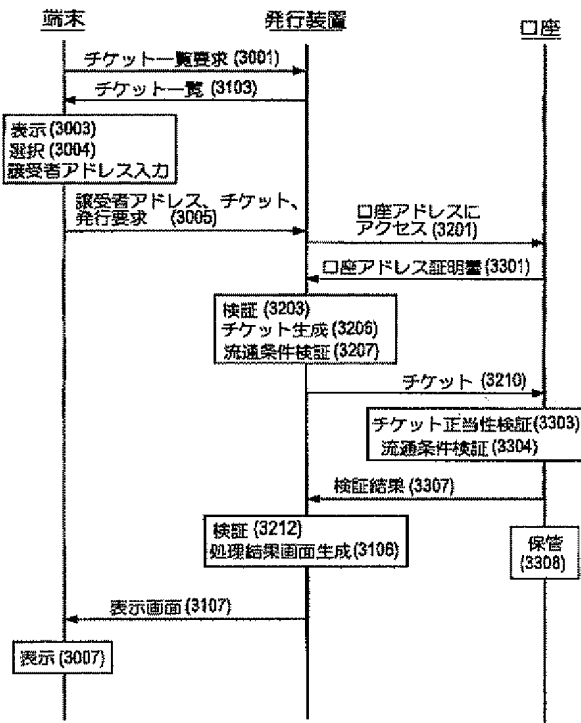 端末
発行装置
口座
チケット一覧要求 (3001)
チケット一覧 (3103)
表示 (3003)
選択 (3004)
譲受者アドレス入力
譲受者アドレス、チケット、
発行要求 (3005)
口座アドレスに
アクセス (3201)
口座アドレス証明書 (3301)
検証 (3203)
チケット生成 (3206)
流通条件検証 (3207)
チケット (3210)
チケット正当性検証 (3303)
流通条件検証 (3304)
検証結果 (3307)
検証 (3212)
処理結果画面生成 (3106)
保管
(3308)
表示画面 (3107)
表示 (3007)